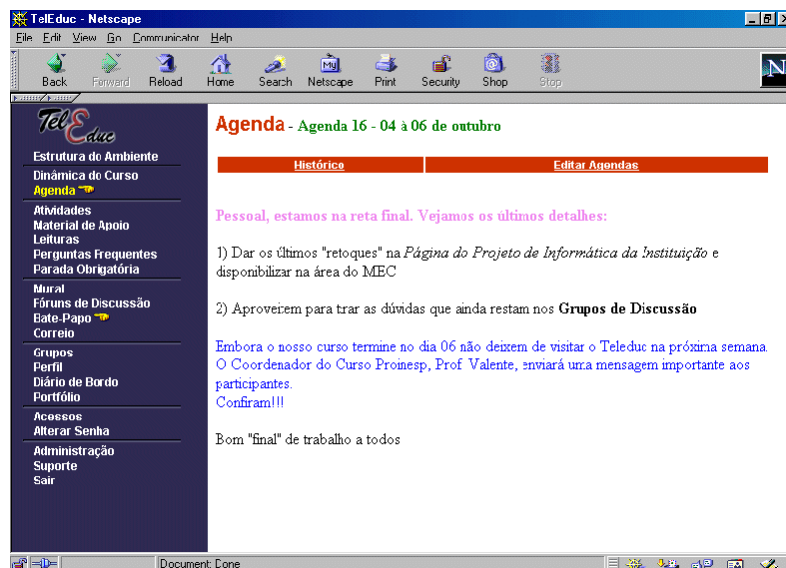 TelEduc - Netscape
File Edit View Go Communicator Help
Back Forward Reload Home Search Netscape Print Security Shop Stop
My
N
TelEduc
Estrutura do Ambiente
Dinâmica do Curso
Agenda
Atividades
Material de Apoio
Leituras
Perguntas Frequentes
Parada Obrigatória
Mural
Fóruns de Discussão
Bate-Papo
Correio
Grupos
Perfil
Diário de Bordo
Portfólio
Acessos
Alterar Senha
Administração
Suporte
Sair
Agenda - Agenda 16 - 04 à 06 de outubro
Histórico Editar Agendas
Pessoal, estamos na reta final. Vejamos os últimos detalhes:
1) Dar os últimos "retoques" na Página do Projeto de Informática da Instituição e
disponibilizar na área do MEC
2) Aproveitem para tirar as dúvidas que ainda restam nos Grupos de Discussão
Embora o nosso curso termine no dia 06 não deixem de visitar o Teleduc na próxima semana.
O Coordenador do Curso Proinesp, Prof. Valente, enviará uma mensagem importante aos
participantes.
Confiram!!!
Bom "final" de trabalho a todos
Document: Done